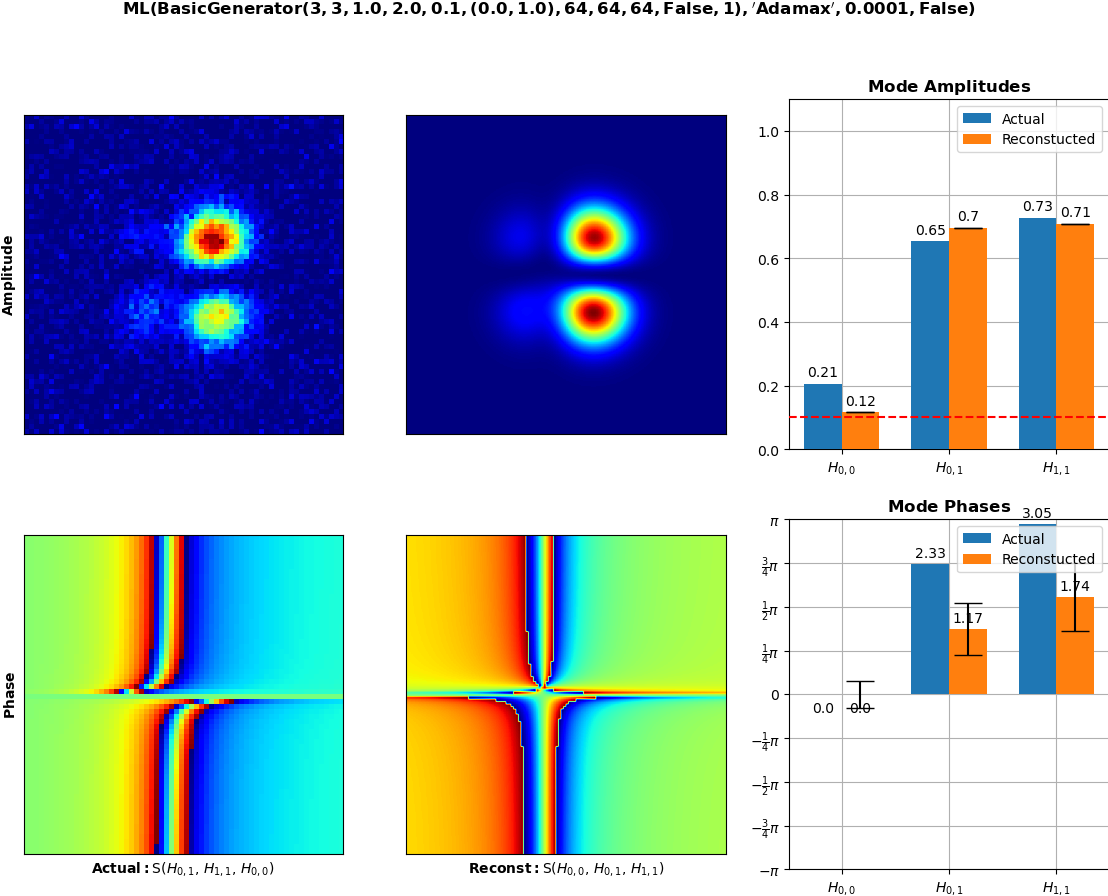 ML(BasicGenerator(3, 3, 1.0, 2.0, 0.1, (0.0, 1.0), 64, 64, 64, False, 1), 'Adamax', 0.0001, False)
Amplitude
Mode Amplitudes
Actual
Reconstucted
1.0
0.8
0.6
0.4
0.2
0.0
0.21
0.12
0.65
0.7
0.73
0.71
H0,0
H0,1
H1,1
Phase
Actual: S(H0,1, H1,1, H0,0)
Reconst: S(H0,0, H0,1, H1,1)
Mode Phases
Actual
Reconstucted
π
3/4π
1/2π
1/4π
0
−1/4π
−1/2π
−3/4π
−π
0.0
0.0
2.33
1.17
3.05
1.74
H0,0
H0,1
H1,1